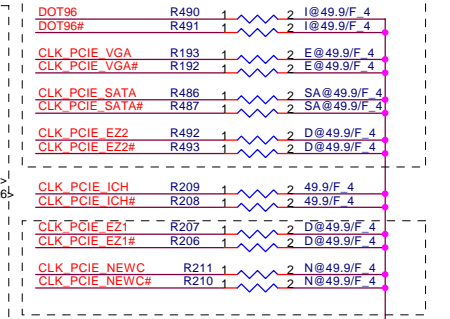 DOT96 R490 1 2 I@49.9/F_4
DOT96# R491 1 2 I@49.9/F_4
CLK_PCIE_VGA R193 1 2 E@49.9/F_4
CLK_PCIE_VGA# R192 1 2 E@49.9/F_4
CLK_PCIE_SATA R486 1 2 SA@49.9/F_4
CLK_PCIE_SATA# R487 1 2 SA@49.9/F_4
CLK_PCIE_EZ2 R492 1 2 D@49.9/F_4
CLK_PCIE_EZ2# R493 1 2 D@49.9/F_4
>
6>
CLK_PCIE_ICH R209 1 2 49.9/F_4
CLK_PCIE_ICH# R208 1 2 49.9/F_4
CLK_PCIE_EZ1 R207 1 2 D@49.9/F_4
CLK_PCIE_EZ1# R206 1 2 D@49.9/F_4
CLK_PCIE_NEWC R211 1 2 N@49.9/F_4
CLK_PCIE_NEWC# R210 1 2 N@49.9/F_4